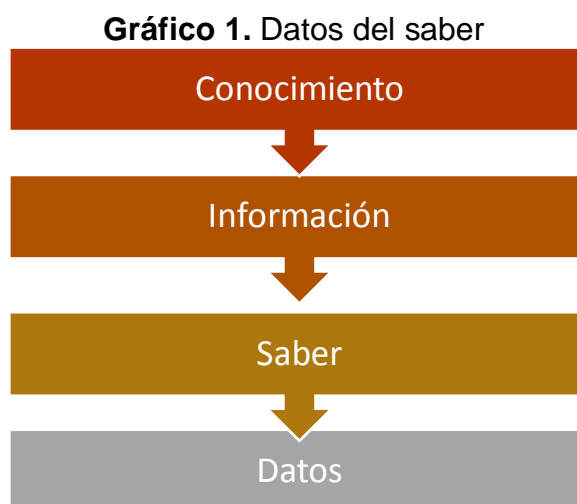 Gráfico 1. Datos del saber
Conocimiento
Información
Saber
Datos